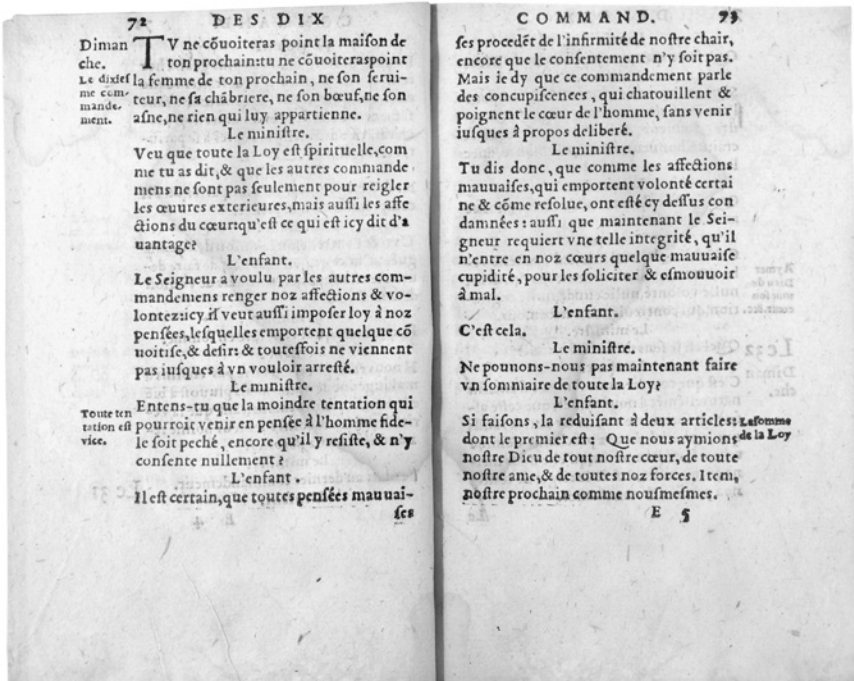 72 DES DIX
Diman
che.
Le dixieſ
me com-
mande-
ment.
TV ne cõuoiteras point la maiſon de
ton prochain:tu ne cõuoiteras point
la femme de ton prochain, ne ſon ſerui-
teur, ne ſa chãbriere, ne ſon bœuf, ne ſon
aſne, ne rien qui luy appartienne.
Le miniſtre.
Veu que toute la Loy eſt ſpirituelle, com
me tu as dit, & que les autres commande
mens ne ſont pas ſeulement pour reigler
les œuures exterieures, mais auſſi les affe
ctions du cœur: qu'eſt ce qui eſt icy dit d'a
uantage?
L'enfant.
Le Seigneur a voulu par les autres com-
mandemens renger noz affections & vo-
lontez: icy il veut auſſi impoſer loy à noz
penſées, leſquelles emportent quelque cõ
uoitiſe, & deſir: & touteſfois ne viennent
pas iuſques à vn vouloir arreſté.
Le miniſtre.
Toute ten
tation eſt
vice.
Entens-tu que la moindre tentation qui
pourroit venir en penſée à l'homme fide-
le ſoit peché, encore qu'il y reſiſte, & n'y
conſente nullement?
L'enfant.
Il eſt certain, que toutes penſées mauuai-
ſes
COMMAND. 73
ſes procedẽt de l'infirmité de noſtre chair,
encore que le conſentement n'y ſoit pas.
Mais ie dy que ce commandement parle
des concupiſcences, qui chatouillent &
poignent le cœur de l'homme, ſans venir
iuſques à propos deliberé.
Le miniſtre.
Tu dis donc, que comme les affections
mauuaiſes, qui emportent volonté certai
ne & cõme reſolue, ont eſté cy deſſus con
damnées: auſſi que maintenant le Sei-
gneur requiert vne telle integrité, qu'il
n'entre en noz cœurs quelque mauuaiſe
cupidité, pour les ſoliciter & eſmouuoir
à mal.
L'enfant.
C'eſt cela.
Le miniſtre.
Ne pouuons-nous pas maintenant faire
vn ſommaire de toute la Loy?
L'enfant.
Si faiſons, la reduiſant à deux articles:
dont le premier eſt: Que nous aymions
noſtre Dieu de tout noſtre cœur, de toute
noſtre ame, & de toutes noz forces. Item,
noſtre prochain comme nouſmeſmes.
Le ſomme
de la Loy
E 5